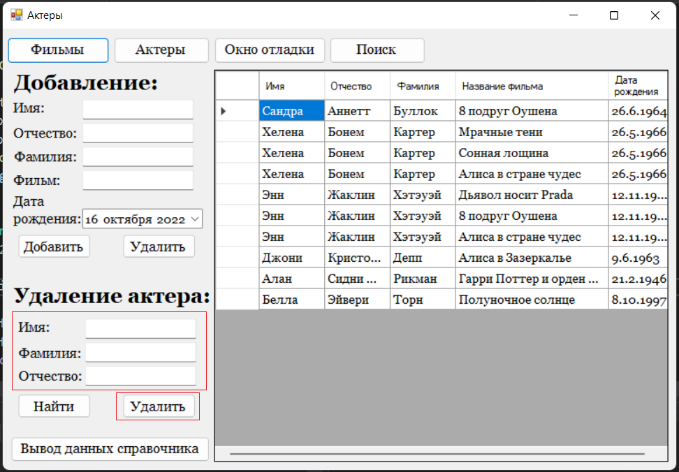 Актеры
Фильмы Актеры Окно отладки Поиск
Добавление:
Имя:
Отчество:
Фамилия:
Фильм:
Дата
рождения: 16 октября 2022
Добавить Удалить
Удаление актера:
Имя:
Фамилия:
Отчество:
Найти Удалить
Вывод данных справочника
Имя Отчество Фамилия Название фильма Дата рождения
Сандра Аннетт Буллок 8 подруг Оушена 26.6.1964
Хелена Бонем Картер Мрачные тени 26.5.1966
Хелена Бонем Картер Сонная лощина 26.5.1966
Хелена Бонем Картер Алиса в стране чудес 26.5.1966
Энн Жаклин Хэтэуэй Дьявол носит Prada 12.11.19...
Энн Жаклин Хэтэуэй 8 подруг Оушена 12.11.19...
Энн Жаклин Хэтэуэй Алиса в стране чудес 12.11.19...
Джони Кристо... Депп Алиса в Зазеркалье 9.6.1963
Алан Сидни ... Рикман Гарри Поттер и орден ... 21.2.1946
Белла Эйвери Торн Полуночное солнце 8.10.1997